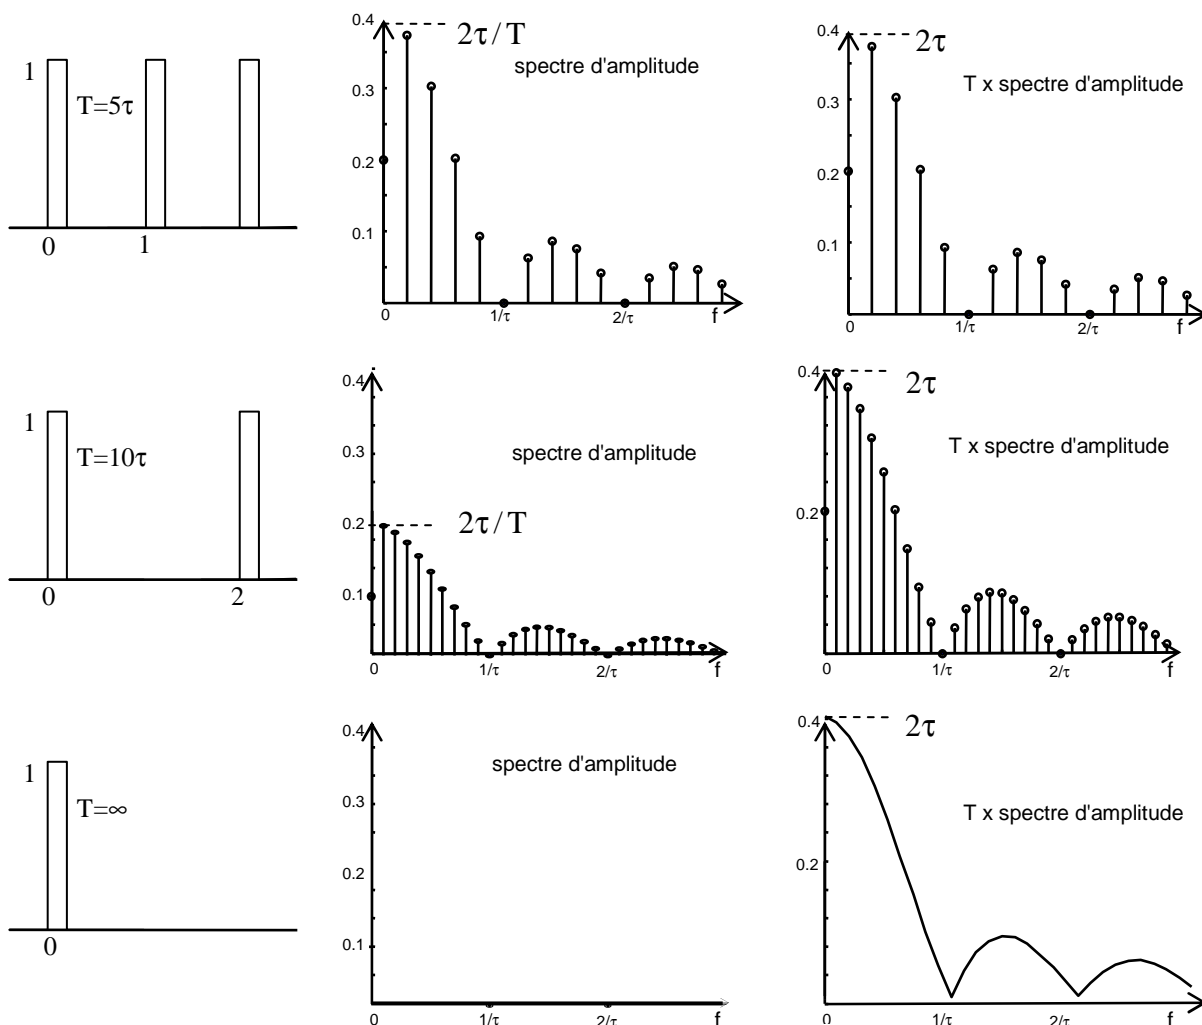 1
T=5τ
0
1
0.4
2τ/T
spectre d'amplitude
0.3
0.2
0.1
0
1/τ
2/τ
f
0.4
2τ
T x spectre d'amplitude
0.3
0.2
0.1
0
1/τ
2/τ
f
1
T=10τ
0
2
0.4
0.3
spectre d'amplitude
0.2
2τ/T
0.1
0
1/τ
2/τ
f
0.4
2τ
T x spectre d'amplitude
0.2
0
1/τ
2/τ
f
1
T=∞
0
0.4
spectre d'amplitude
0.3
0.2
0.1
0
1/τ
2/τ
f
0.4
2τ
T x spectre d'amplitude
0.2
0
1/τ
2/τ
f